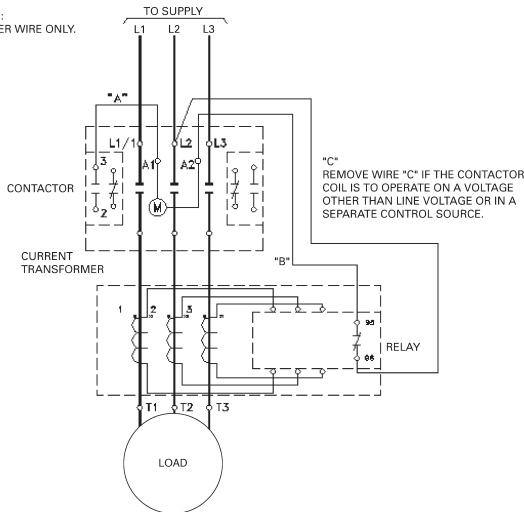 TO SUPPLY
:
ER WIRE ONLY.
L1 L2 L3
"A"
L1/1 L2 L3
3 A1 A2
"C"
REMOVE WIRE "C" IF THE CONTACTOR
COIL IS TO OPERATE ON A VOLTAGE
OTHER THAN LINE VOLTAGE OR IN A
SEPARATE CONTROL SOURCE.
CONTACTOR
M
2
CURRENT
TRANSFORMER
"B"
1 2 3
95
RELAY
96
T1 T2 T3
LOAD